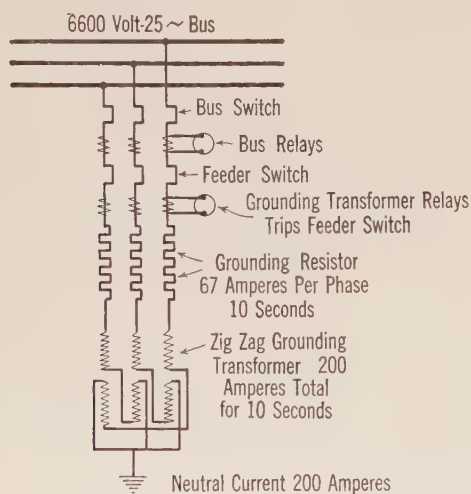 6600 Volt-25 ~ Bus
Bus Switch
Bus Relays
Feeder Switch
Grounding Transformer Relays
Trips Feeder Switch
Grounding Resistor
67 Amperes Per Phase
10 Seconds
Zig Zag Grounding
Transformer 200
Amperes Total
for 10 Seconds
Neutral Current 200 Amperes